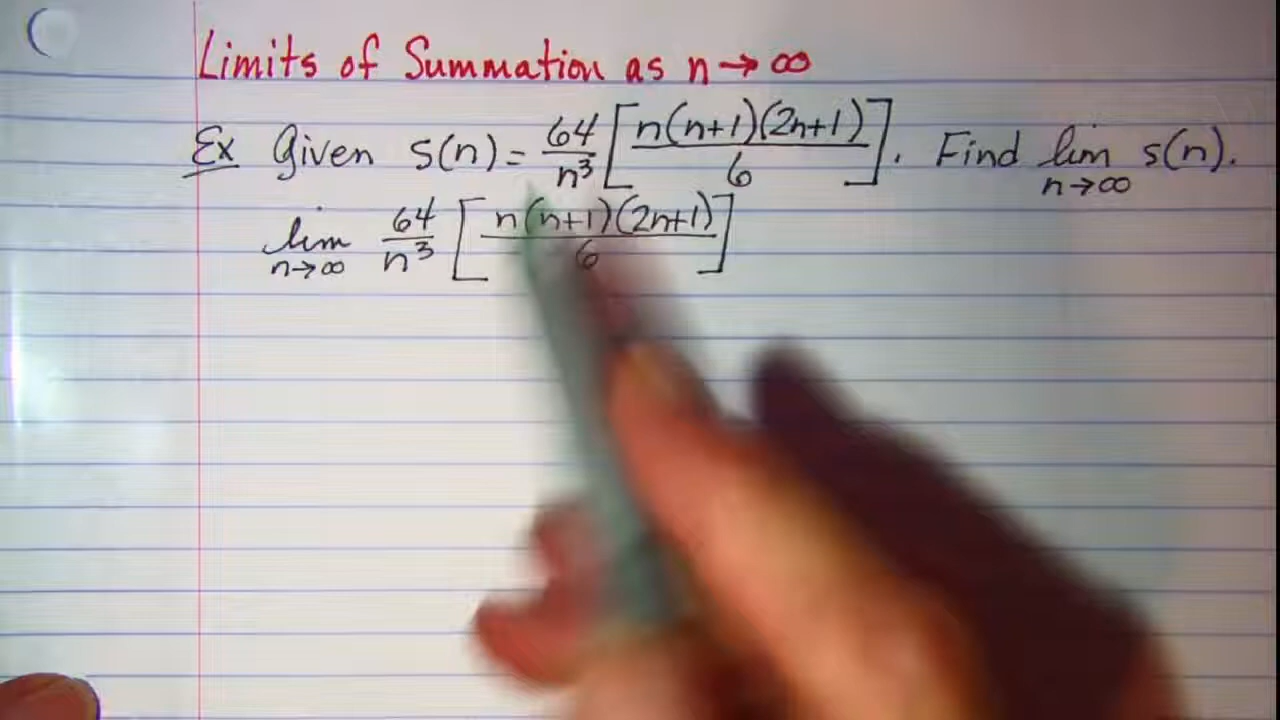 Limits of Summation as n→∞
Ex Given s(n) = 64/n³ [n(n+1)(2n+1)/6]. Find lim n→∞ s(n).
lim n→∞ 64/n³ [n(n+1)(2n+1)/6]